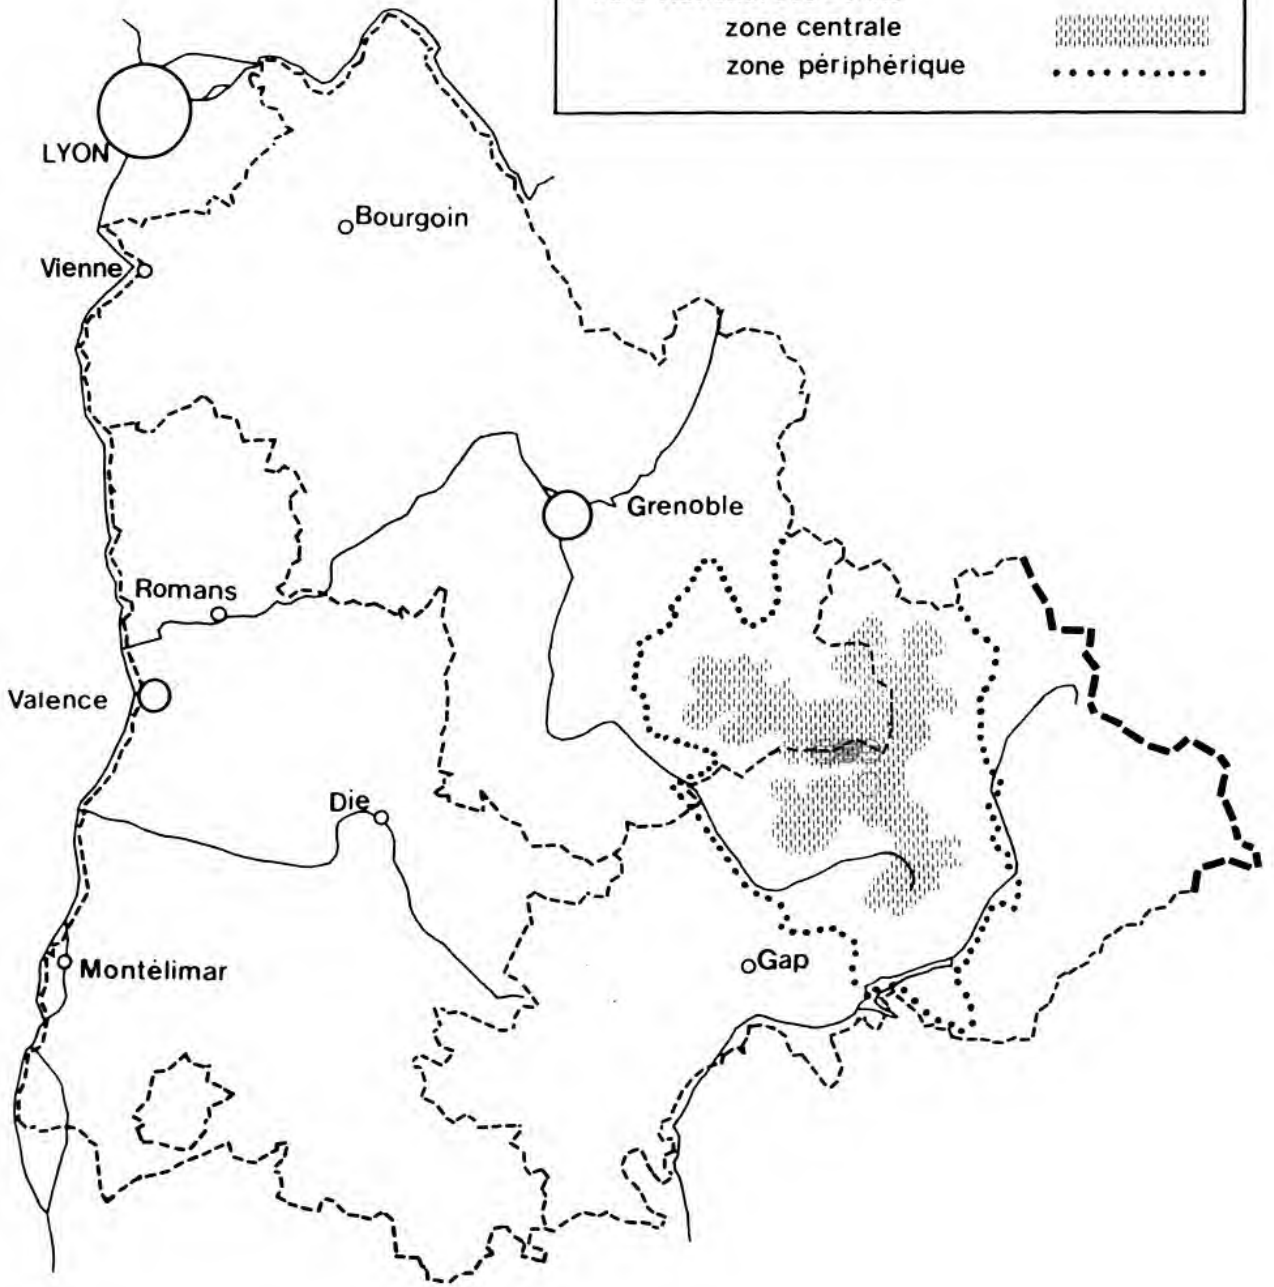 zone centrale
zone périphérique
LYON
Bourgoin
Vienne
Grenoble
Romans
Valence
Die
Gap
Montélimar